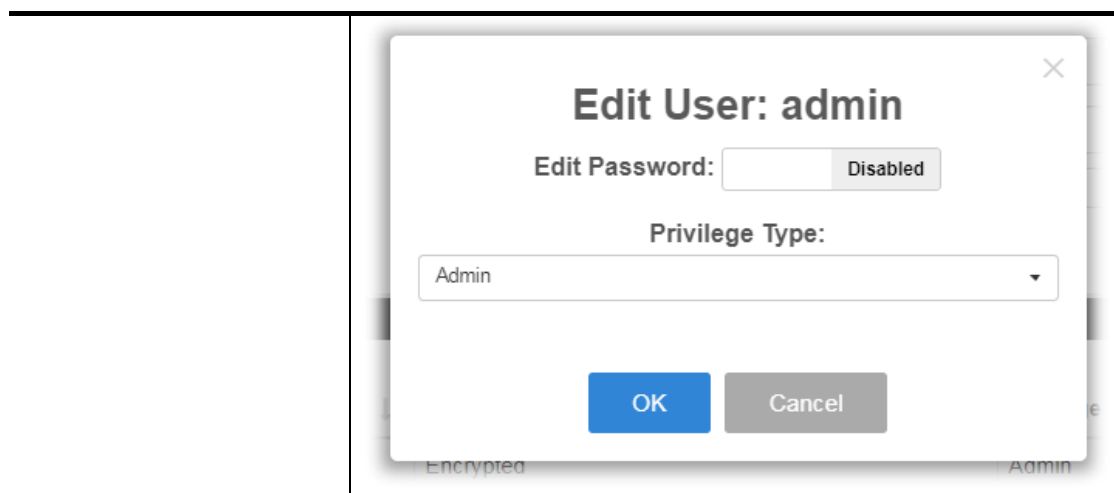 Edit User: admin
Edit Password: Disabled
Privilege Type:
Admin
OK Cancel
Encrypted Admin